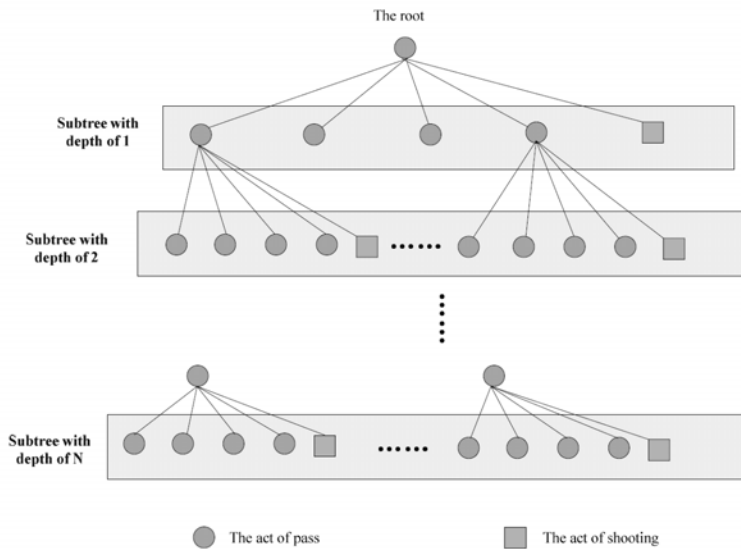 The root
Subtree with
depth of 1
Subtree with
depth of 2
Subtree with
depth of N
The act of pass
The act of shooting